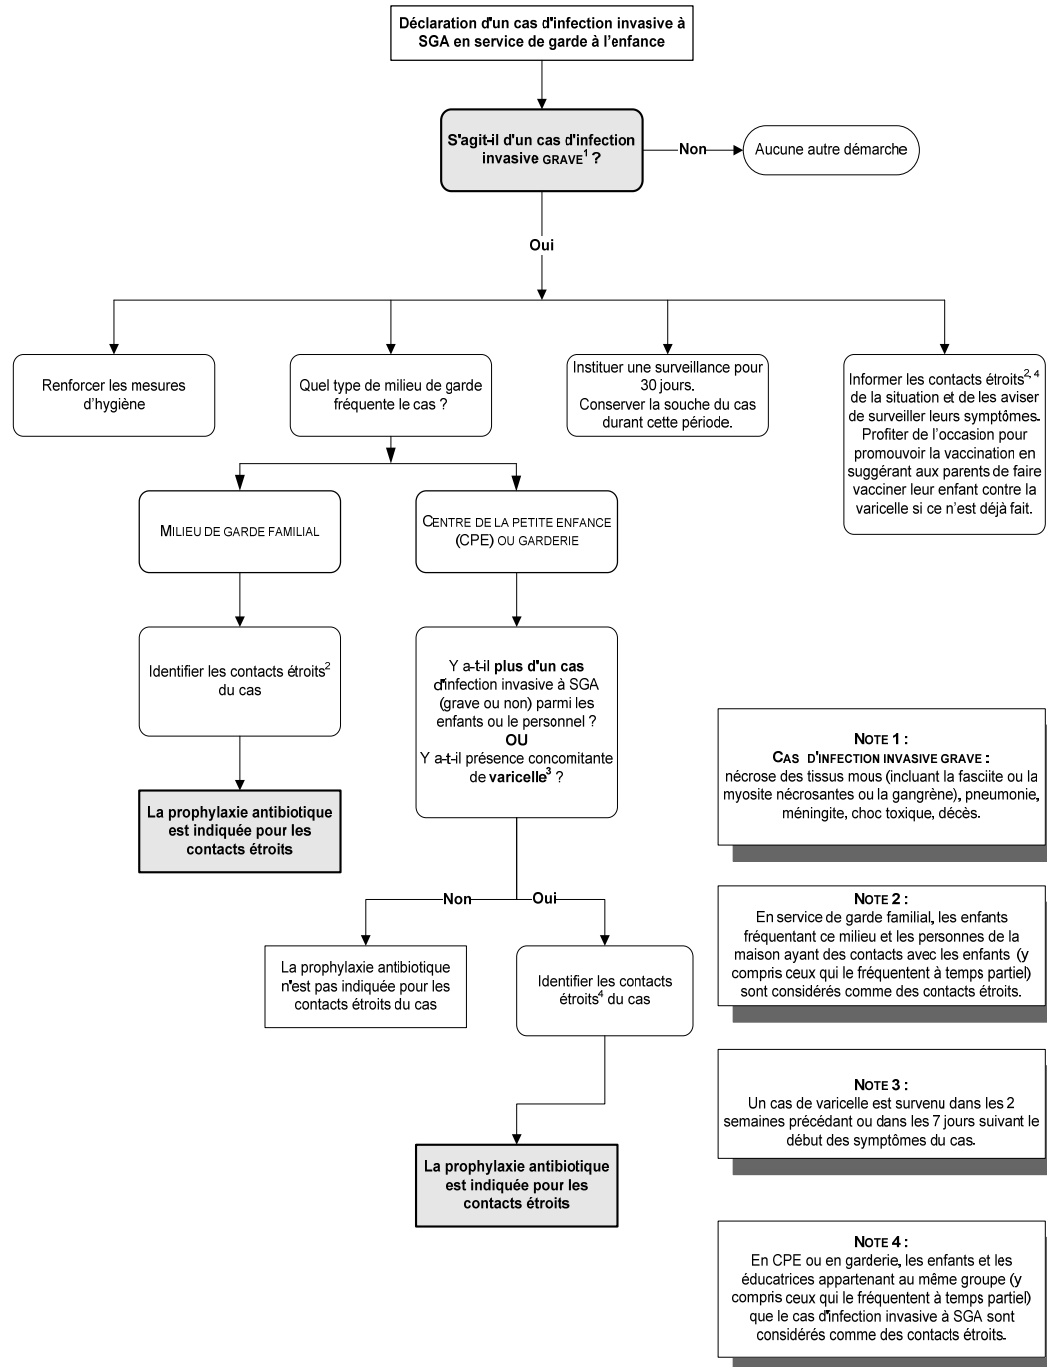 Déclaration d'un cas d'infection invasive à
SGA en service de garde à l'enfance
S'agit-il d'un cas d'infection
invasive GRAVE1 ?
Non
Aucune autre démarche
Oui
Renforcer les mesures
d'hygiène
Quel type de milieu de garde
fréquente le cas ?
Instituer une surveillance pour
30 jours.
Conserver la souche du cas
durant cette période.
Informer les contacts étroits2, 4
de la situation et de les aviser
de surveiller leurs symptômes.
Profiter de l'occasion pour
promouvoir la vaccination en
suggérant aux parents de faire
vacciner leur enfant contre la
varicelle si ce n'est déjà fait.
MILIEU DE GARDE FAMILIAL
CENTRE DE LA PETITE ENFANCE
(CPE) OU GARDERIE
Identifier les contacts étroits2
du cas
Y a-t-il plus d'un cas
d'infection invasive à SGA
(grave ou non) parmi les
enfants ou le personnel ?
OU
Y a-t-il présence concomitante
de varicelle3 ?
La prophylaxie antibiotique
est indiquée pour les
contacts étroits
Non
Oui
La prophylaxie antibiotique
n'est pas indiquée pour les
contacts étroits du cas
Identifier les contacts
étroits4 du cas
La prophylaxie antibiotique
est indiquée pour les
contacts étroits
NOTE 1 :
CAS D'INFECTION INVASIVE GRAVE :
nécrose des tissus mous (incluant la fasciite ou la
myosite nécrosantes ou la gangrène), pneumonie,
méningite, choc toxique, décès.
NOTE 2 :
En service de garde familial, les enfants
fréquentant ce milieu et les personnes de la
maison ayant des contacts avec les enfants (y
compris ceux qui le fréquentent à temps partiel)
sont considérés comme des contacts étroits.
NOTE 3 :
Un cas de varicelle est survenu dans les 2
semaines précédant ou dans les 7 jours suivant le
début des symptômes du cas.
NOTE 4 :
En CPE ou en garderie, les enfants et les
éducatrices appartenant au même groupe (y
compris ceux qui le fréquentent à temps partiel)
que le cas d'infection invasive à SGA sont
considérés comme des contacts étroits.